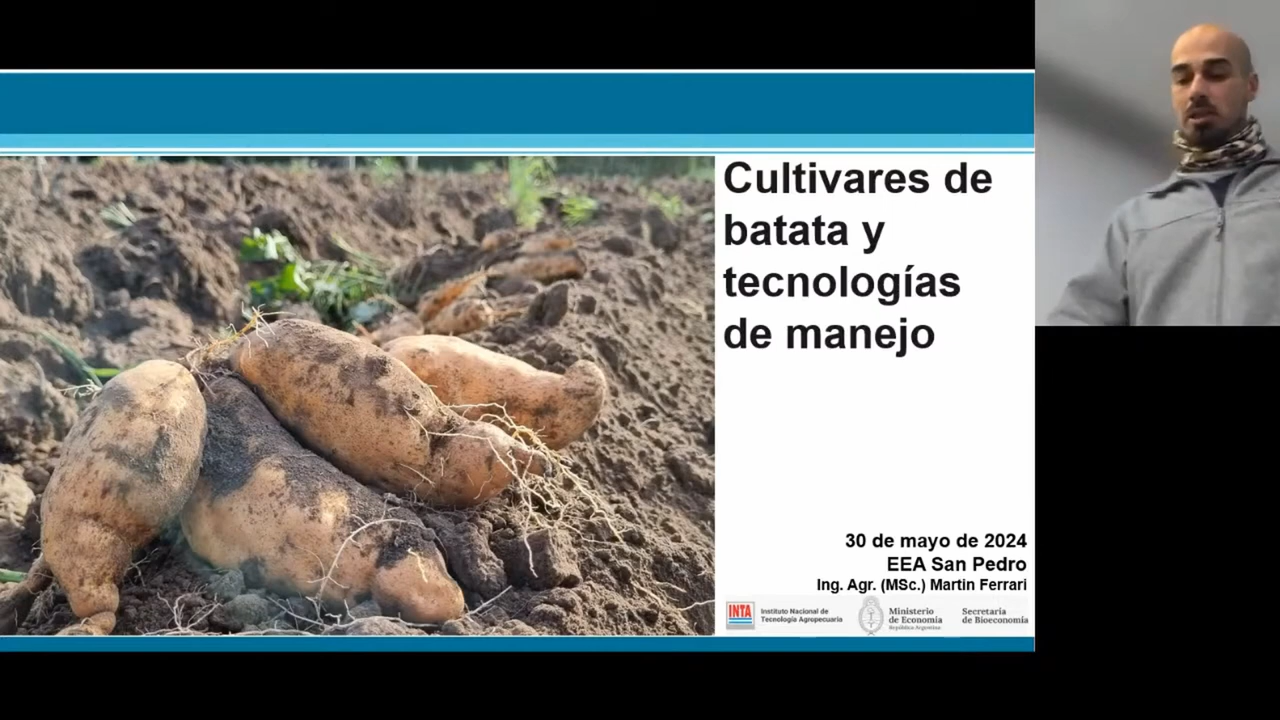 Cultivares de
batata y
tecnologías
de manejo
30 de mayo de 2024
EEA San Pedro
Ing. Agr. (MSc.) Martin Ferrari
INTA
Instituto Nacional de
Tecnología Agropecuaria
Ministerio
de Economía
República Argentina
Secretaría
de Bioeconomía